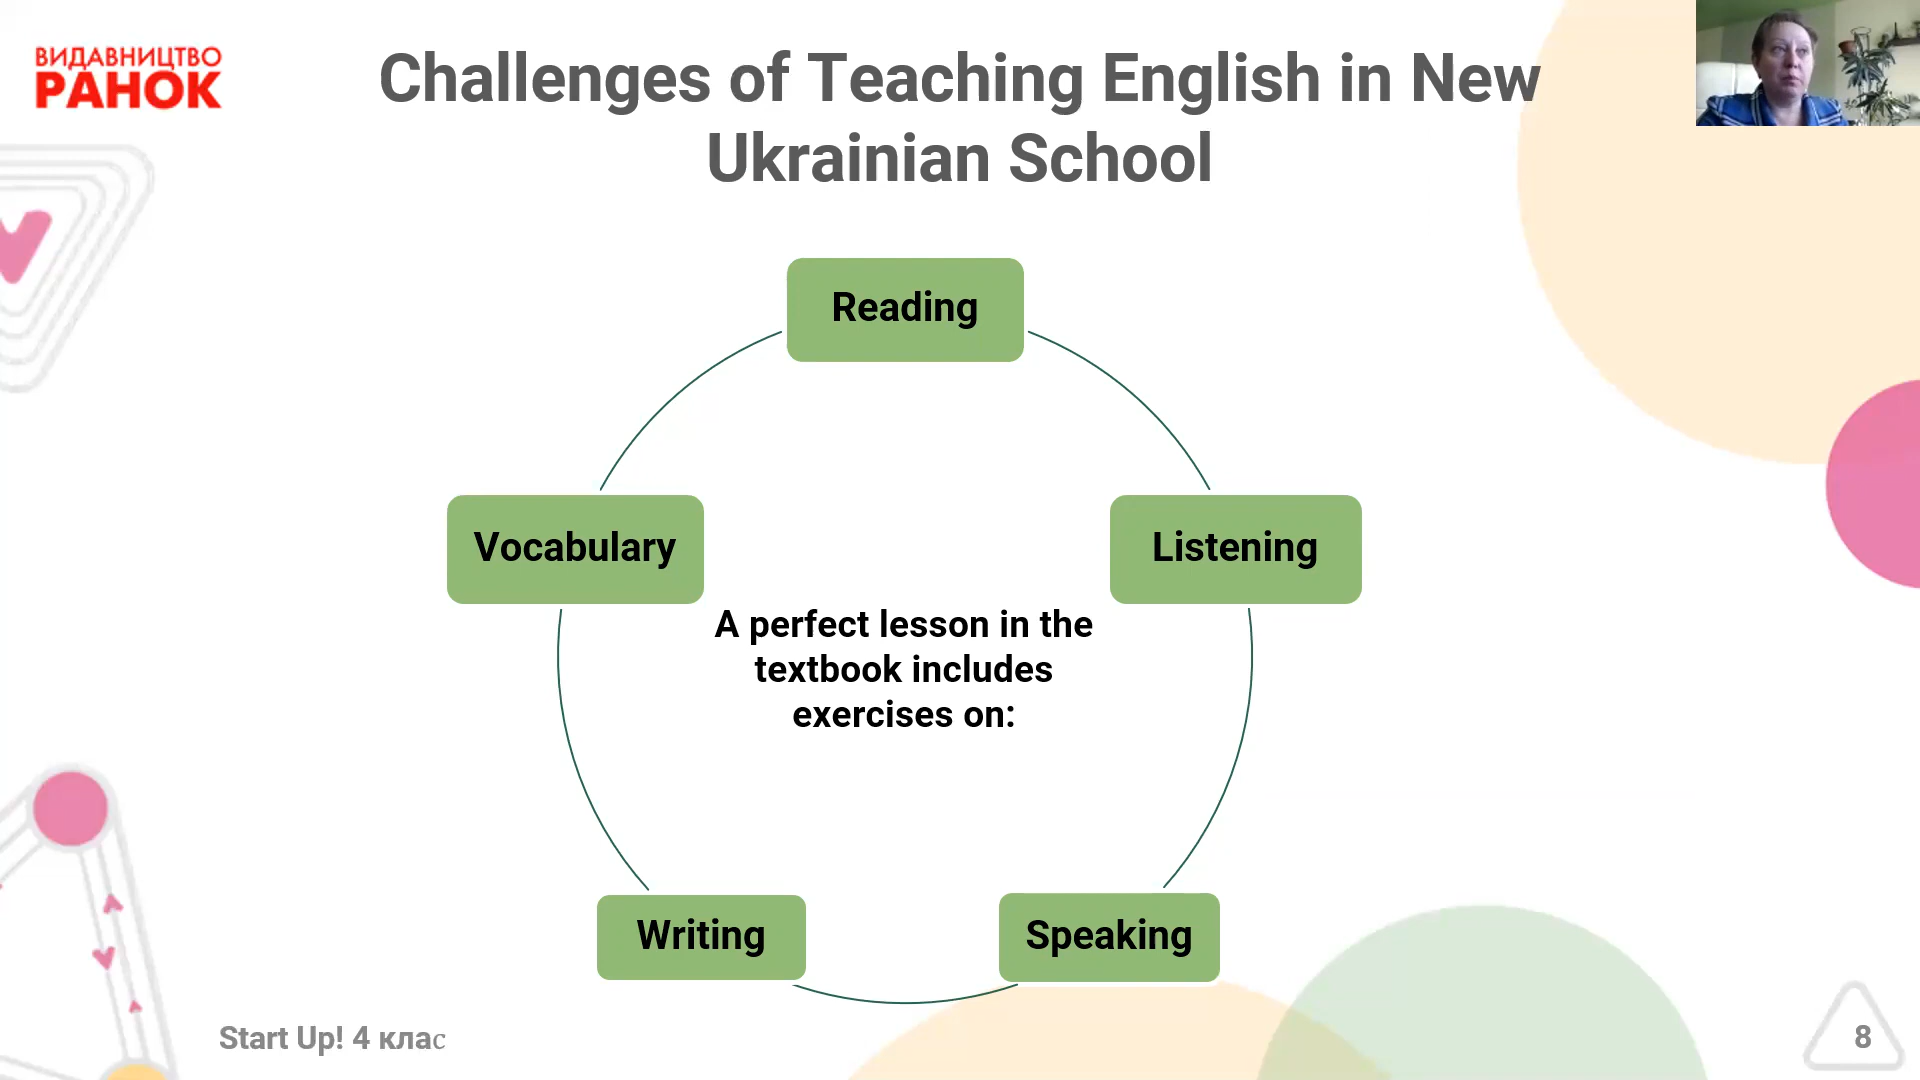 ВИДАВНИЦТВО
РАНОК
Challenges of Teaching English in New
Ukrainian School
Reading
Vocabulary
Listening
A perfect lesson in the
textbook includes
exercises on:
Writing
Speaking
Start Up! 4 клас
8